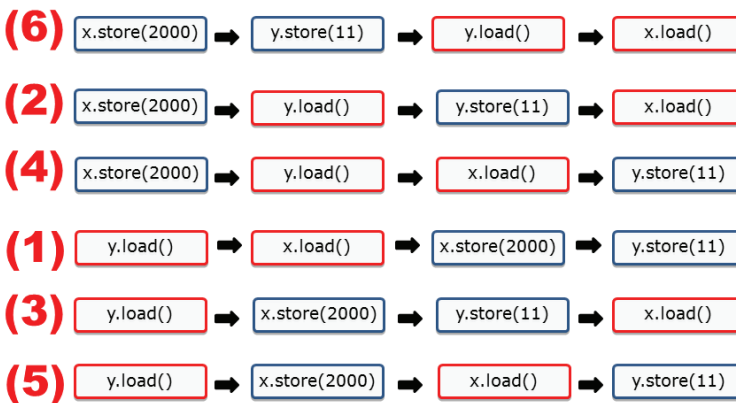 (6) x.store(2000) y.store(11) y.load() x.load()
(2) x.store(2000) y.load() y.store(11) x.load()
(4) x.store(2000) y.load() x.load() y.store(11)
(1) y.load() x.load() x.store(2000) y.store(11)
(3) y.load() x.store(2000) y.store(11) x.load()
(5) y.load() x.store(2000) x.load() y.store(11)